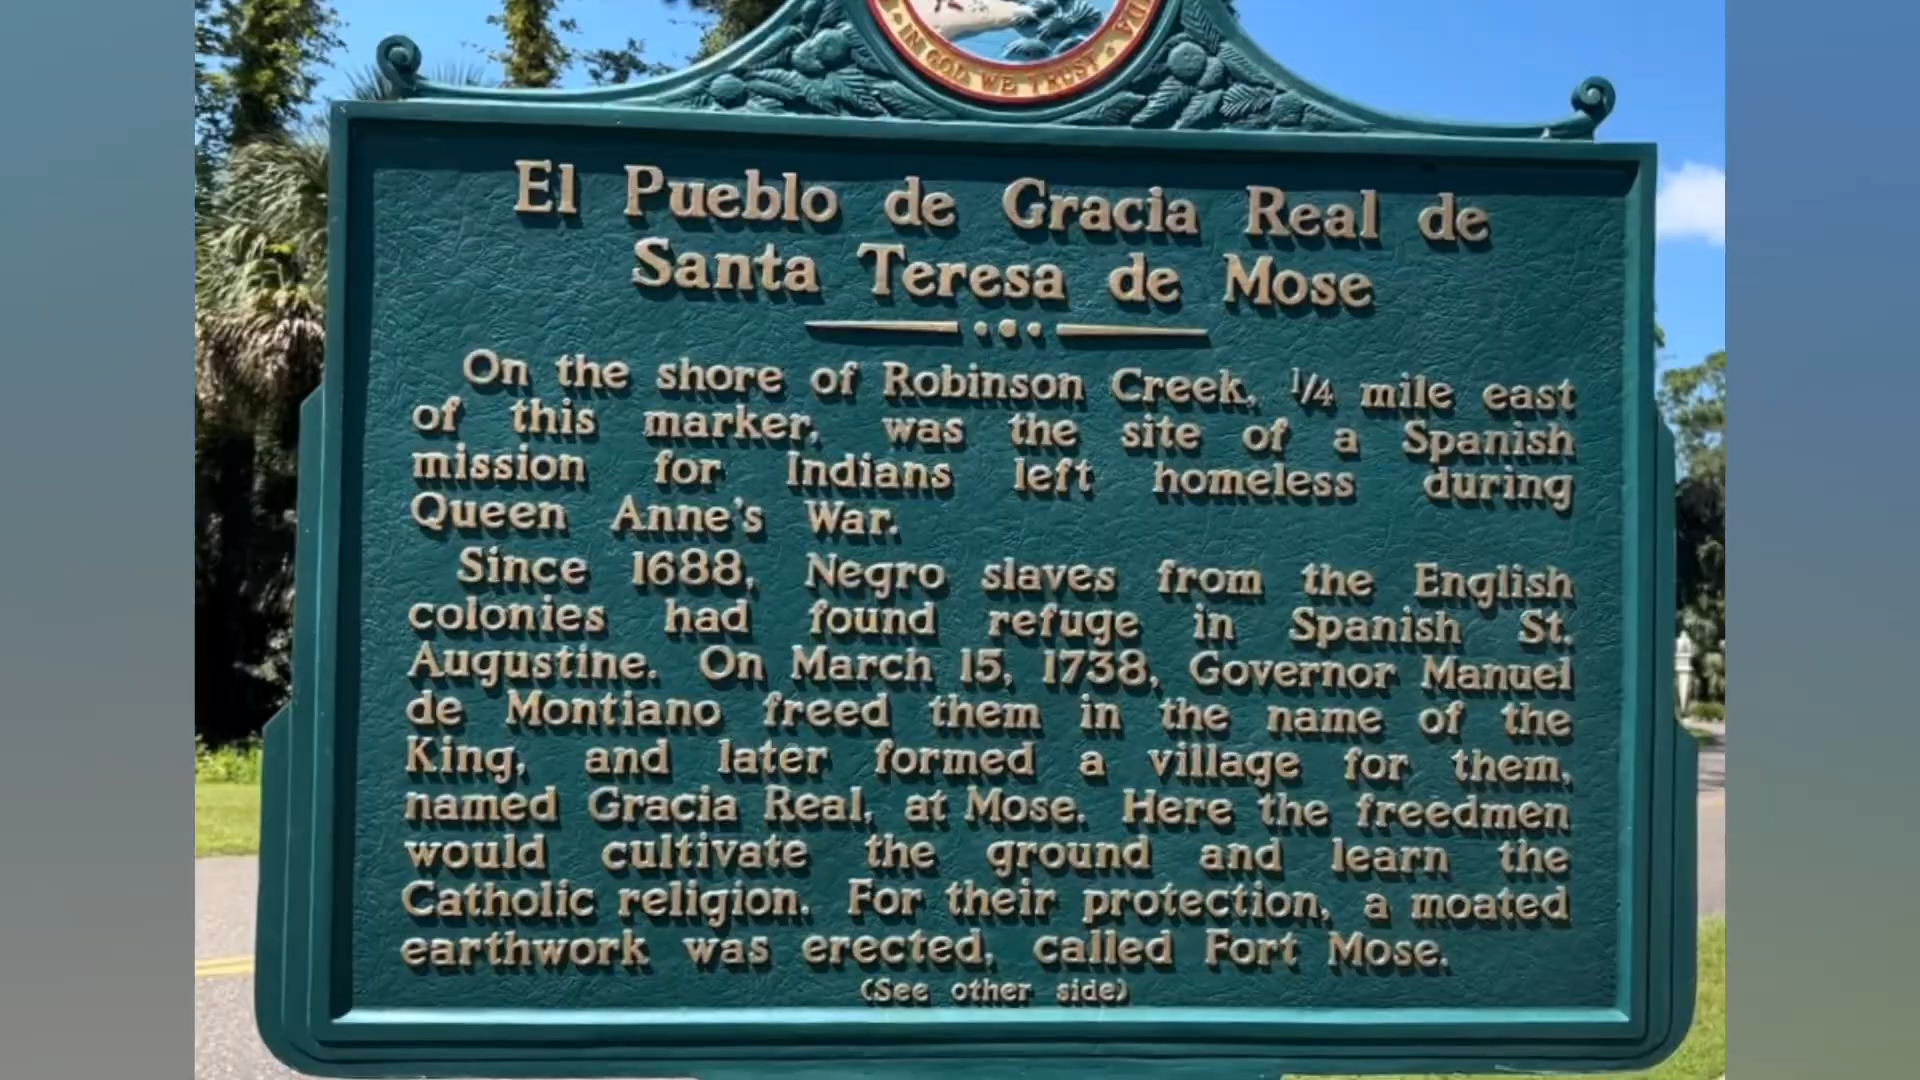 IN GOD WE TRUST
El Pueblo de Gracia Real de
Santa Teresa de Mose
On the shore of Robinson Creek, 1/4 mile east
of this marker, was the site of a Spanish
mission for Indians left homeless during
Queen Anne's War.
Since 1688, Negro slaves from the English
colonies had found refuge in Spanish St.
Augustine. On March 15, 1738, Governor Manuel
de Montiano freed them in the name of the
King, and later formed a village for them,
named Gracia Real, at Mose. Here the freedmen
would cultivate the ground and learn the
Catholic religion. For their protection, a moated
earthwork was erected, called Fort Mose.
(See other side)